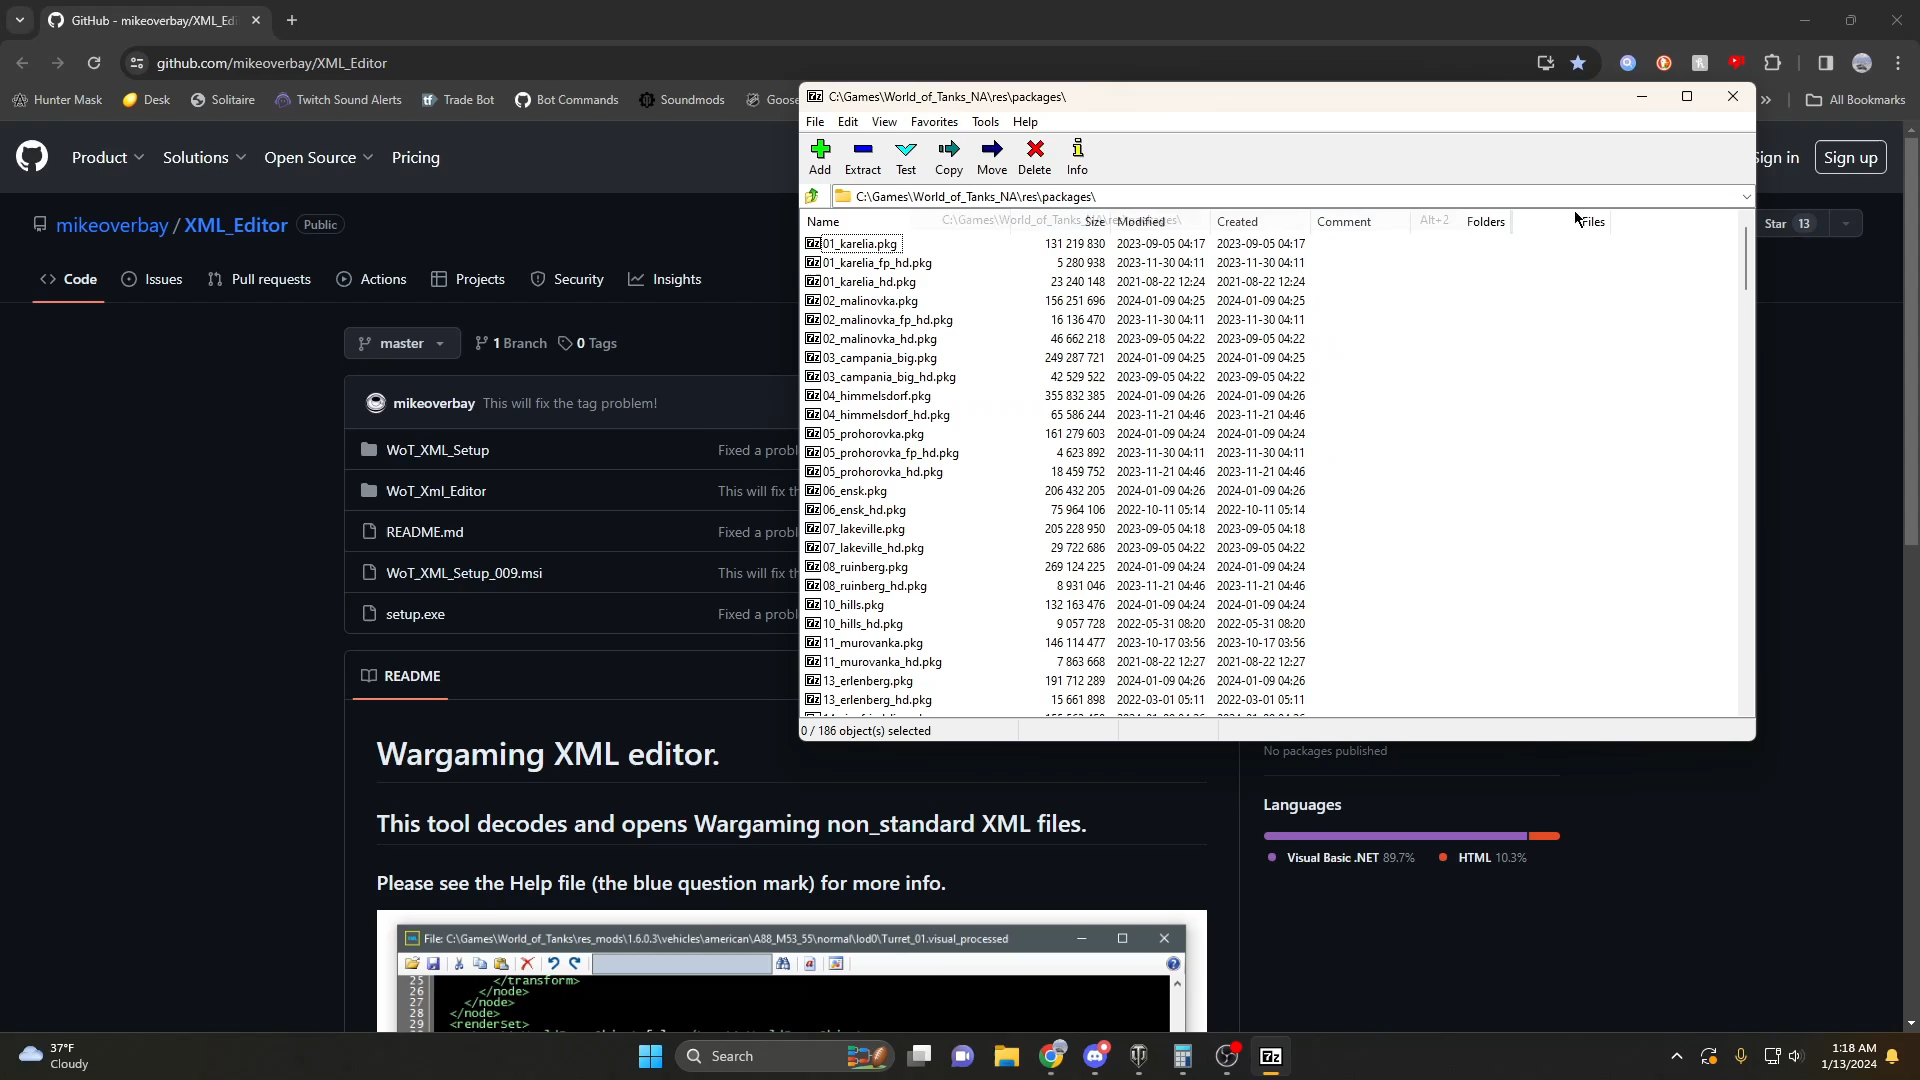 GitHub - mikeoverbay/XML_Edi
github.com/mikeoverbay/XML_Editor
Hunter Mask
Desk
Solitaire
Twitch Sound Alerts
Trade Bot
Bot Commands
Soundmods
Goose
All Bookmarks
Product
Solutions
Open Source
Pricing
Sign in
Sign up
mikeoverbay / XML_Editor
Public
Star 13
Code
Issues
Pull requests
Actions
Projects
Security
Insights
master
1 Branch
0 Tags
mikeoverbay This will fix the tag problem!
WoT_XML_Setup Fixed a probl
WoT_Xml_Editor This will fix th
README.md Fixed a probl
WoT_XML_Setup_009.msi This will fix th
setup.exe Fixed a probl
README
Wargaming XML editor.
This tool decodes and opens Wargaming non_standard XML files.
Please see the Help file (the blue question mark) for more info.
File: C:\Games\World_of_Tanks\res_mods\1.6.0.3\vehicles\american\A88_M53_55\normal\lod0\Turret_01.visual_processed
25 </transform>
26 </node>
27 </node>
28 </node>
29 <renderSet>
No packages published
Languages
Visual Basic .NET 89.7%
HTML 10.3%
C:\Games\World_of_Tanks_NA\res\packages\
File Edit View Favorites Tools Help
Add Extract Test Copy Move Delete Info
C:\Games\World_of_Tanks_NA\res\packages\
Name Size Modified Created Comment Alt+2 Folders Files
01_karelia.pkg 131 219 830 2023-09-05 04:17 2023-09-05 04:17
01_karelia_fp_hd.pkg 5 280 938 2023-11-30 04:11 2023-11-30 04:11
01_karelia_hd.pkg 23 240 148 2021-08-22 12:24 2021-08-22 12:24
02_malinovka.pkg 156 251 696 2024-01-09 04:25 2024-01-09 04:25
02_malinovka_fp_hd.pkg 16 136 470 2023-11-30 04:11 2023-11-30 04:11
02_malinovka_hd.pkg 46 662 218 2023-09-05 04:22 2023-09-05 04:22
03_campania_big.pkg 249 287 721 2024-01-09 04:25 2024-01-09 04:25
03_campania_big_hd.pkg 42 529 522 2023-09-05 04:22 2023-09-05 04:22
04_himmelsdorf.pkg 355 832 385 2024-01-09 04:26 2024-01-09 04:26
04_himmelsdorf_hd.pkg 65 586 244 2023-11-21 04:46 2023-11-21 04:46
05_prohorovka.pkg 161 279 603 2024-01-09 04:24 2024-01-09 04:24
05_prohorovka_fp_hd.pkg 4 623 892 2023-11-30 04:11 2023-11-30 04:11
05_prohorovka_hd.pkg 18 459 752 2023-11-21 04:46 2023-11-21 04:46
06_ensk.pkg 206 432 205 2024-01-09 04:26 2024-01-09 04:26
06_ensk_hd.pkg 75 964 106 2022-10-11 05:14 2022-10-11 05:14
07_lakeville.pkg 205 228 950 2023-09-05 04:18 2023-09-05 04:18
07_lakeville_hd.pkg 29 722 686 2023-09-05 04:22 2023-09-05 04:22
08_ruinberg.pkg 269 124 225 2024-01-09 04:24 2024-01-09 04:24
08_ruinberg_hd.pkg 8 931 046 2023-11-21 04:46 2023-11-21 04:46
10_hills.pkg 132 163 476 2024-01-09 04:24 2024-01-09 04:24
10_hills_hd.pkg 9 057 728 2022-05-31 08:20 2022-05-31 08:20
11_murovanka.pkg 146 114 477 2023-10-17 03:56 2023-10-17 03:56
11_murovanka_hd.pkg 7 863 668 2021-08-22 12:27 2021-08-22 12:27
13_erlenberg.pkg 191 712 289 2024-01-09 04:26 2024-01-09 04:26
13_erlenberg_hd.pkg 15 661 898 2022-03-01 05:11 2022-03-01 05:11
0 / 186 object(s) selected
37°F
Cloudy
Search
1:18 AM
1/13/2024